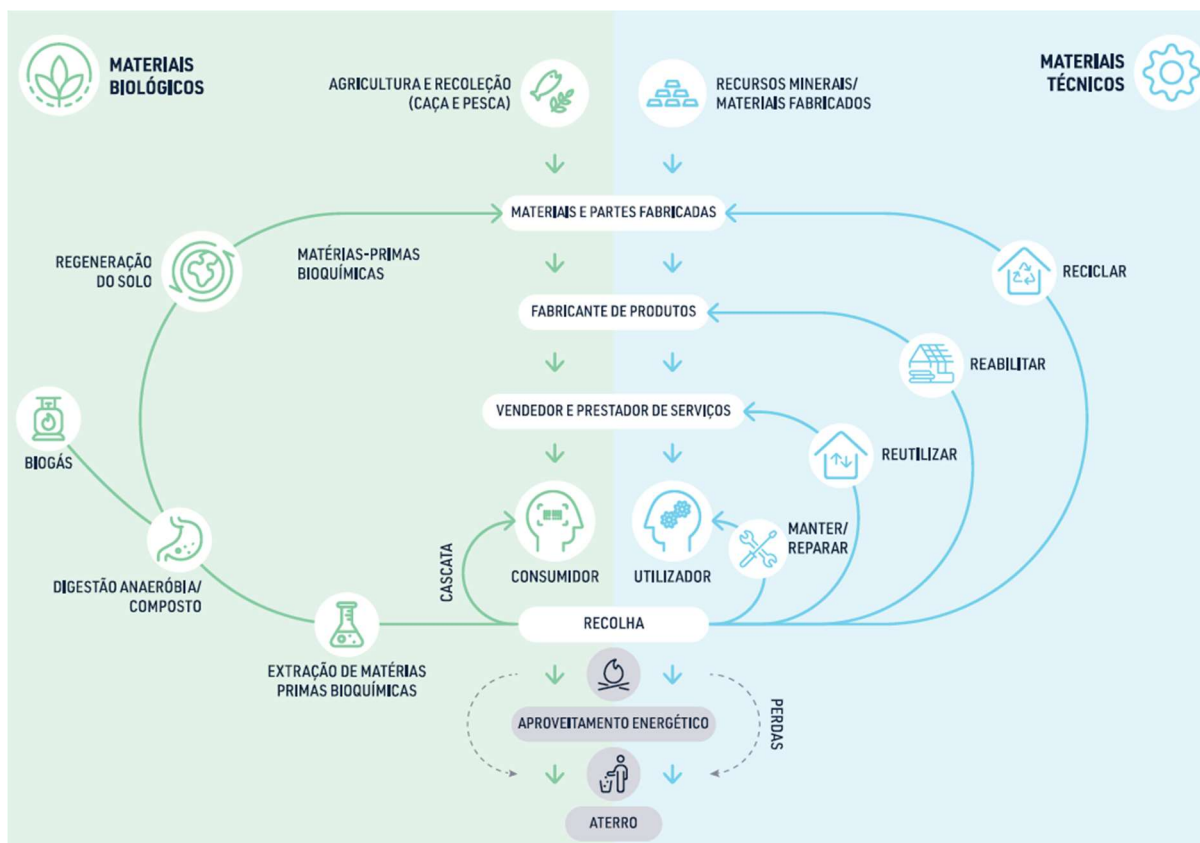 MATERIAIS
BIOLÓGICOS
AGRICULTURA E RECOLEÇÃO
(CAÇA E PESCA)
RECURSOS MINERAIS/
MATERIAIS FABRICADOS
MATERIAIS
TÉCNICOS
MATERIAIS E PARTES FABRICADAS
REGENERAÇÃO
DO SOLO
MATÉRIAS-PRIMAS
BIOQUÍMICAS
RECICLAR
FABRICANTE DE PRODUTOS
REABILITAR
VENDEDOR E PRESTADOR DE SERVIÇOS
REUTILIZAR
BIOGÁS
MANTER/
REPARAR
CASCATA
CONSUMIDOR
UTILIZADOR
DIGESTÃO ANAERÓBIA/
COMPOSTO
RECOLHA
EXTRAÇÃO DE MATÉRIAS
PRIMAS BIOQUÍMICAS
APROVEITAMENTO ENERGÉTICO
PERDAS
ATERRO